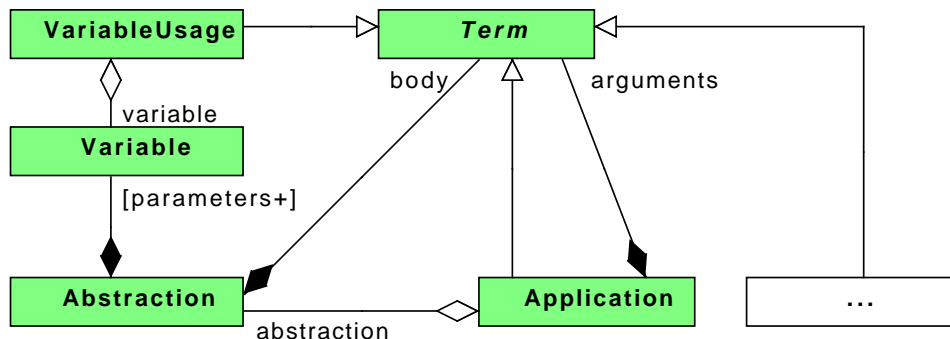 VariableUsage
Term
body
arguments
variable
Variable
[parameters+]
Abstraction
Application
...
abstraction